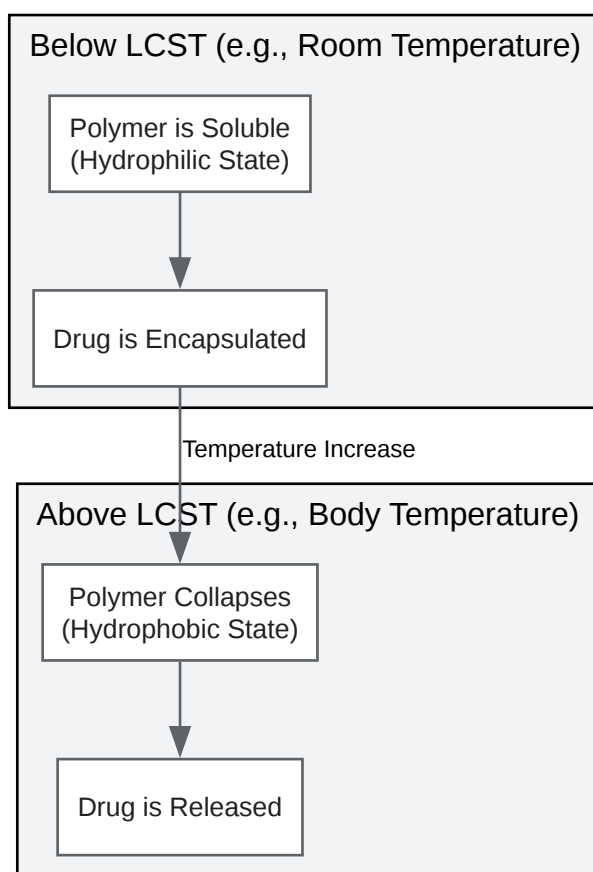 Below LCST (e.g., Room Temperature)
Polymer is Soluble
(Hydrophilic State)
Drug is Encapsulated
Temperature Increase
Above LCST (e.g., Body Temperature)
Polymer Collapses
(Hydrophobic State)
Drug is Released